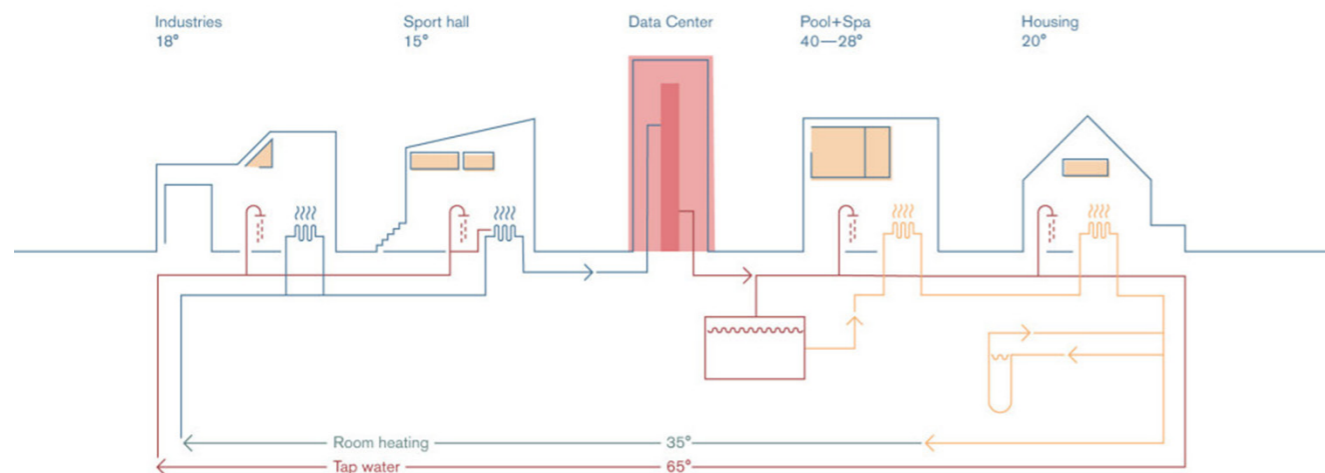 Industries
18°
Sport hall
15°
Data Center
Pool+Spa
40—28°
Housing
20°
Room heating 35°
Tap water 65°